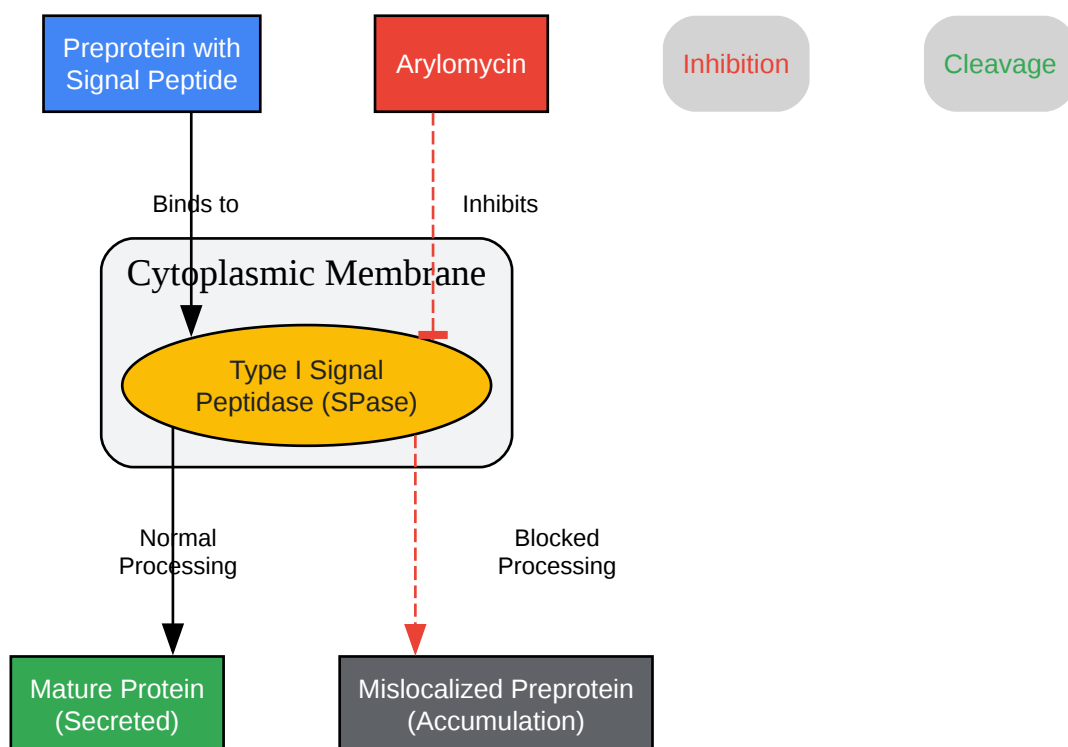 Preprotein with
Signal Peptide
Arylomycin
Inhibition
Cleavage
Binds to
Inhibits
Cytoplasmic Membrane
Type I Signal
Peptidase (SPase)
Normal
Processing
Blocked
Processing
Mature Protein
(Secreted)
Mislocalized Preprotein
(Accumulation)